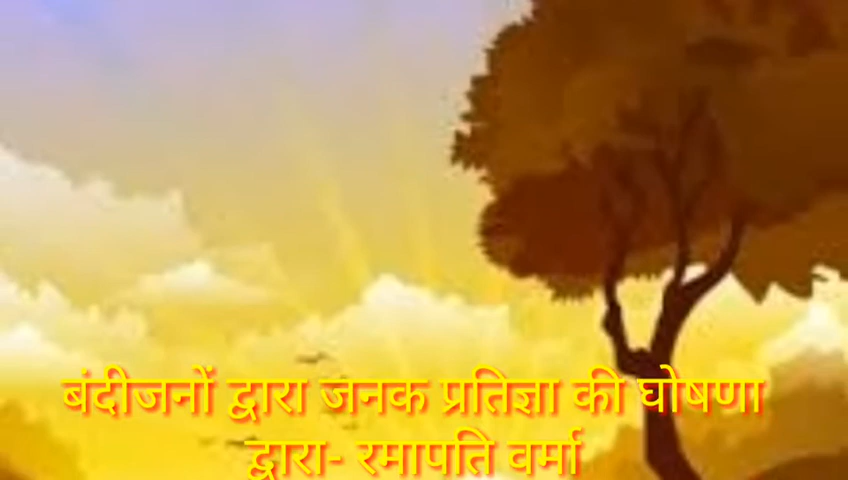 बंदीजनों द्वारा जनक प्रतिज्ञा की घोषणा
द्वारा- रमापति वर्मा